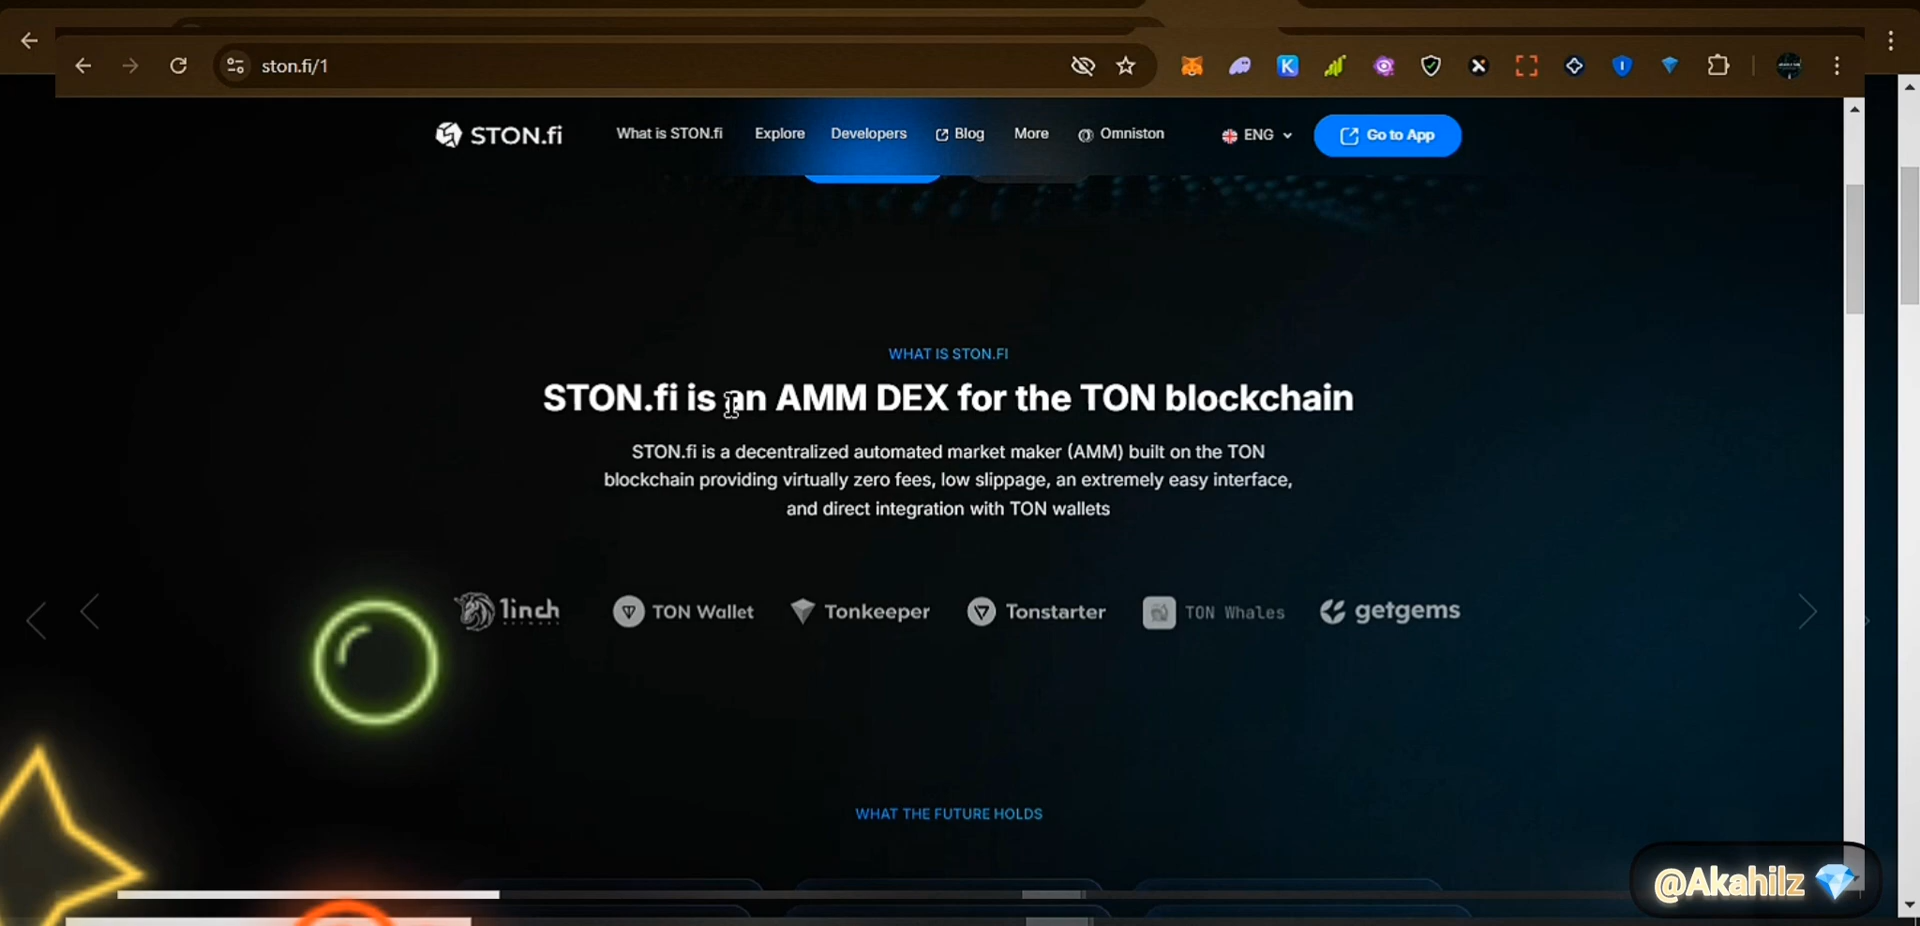 ston.fi/1
STON.fi
What is STON.fi
Explore
Developers
Blog
More
Omniston
ENG
Go to App
WHAT IS STON.FI
STON.fi is an AMM DEX for the TON blockchain
STON.fi is a decentralized automated market maker (AMM) built on the TON
blockchain providing virtually zero fees, low slippage, an extremely easy interface,
and direct integration with TON wallets
1inch
NETWORK
TON Wallet
Tonkeeper
Tonstarter
TON Whales
getgems
WHAT THE FUTURE HOLDS
@Akahilz